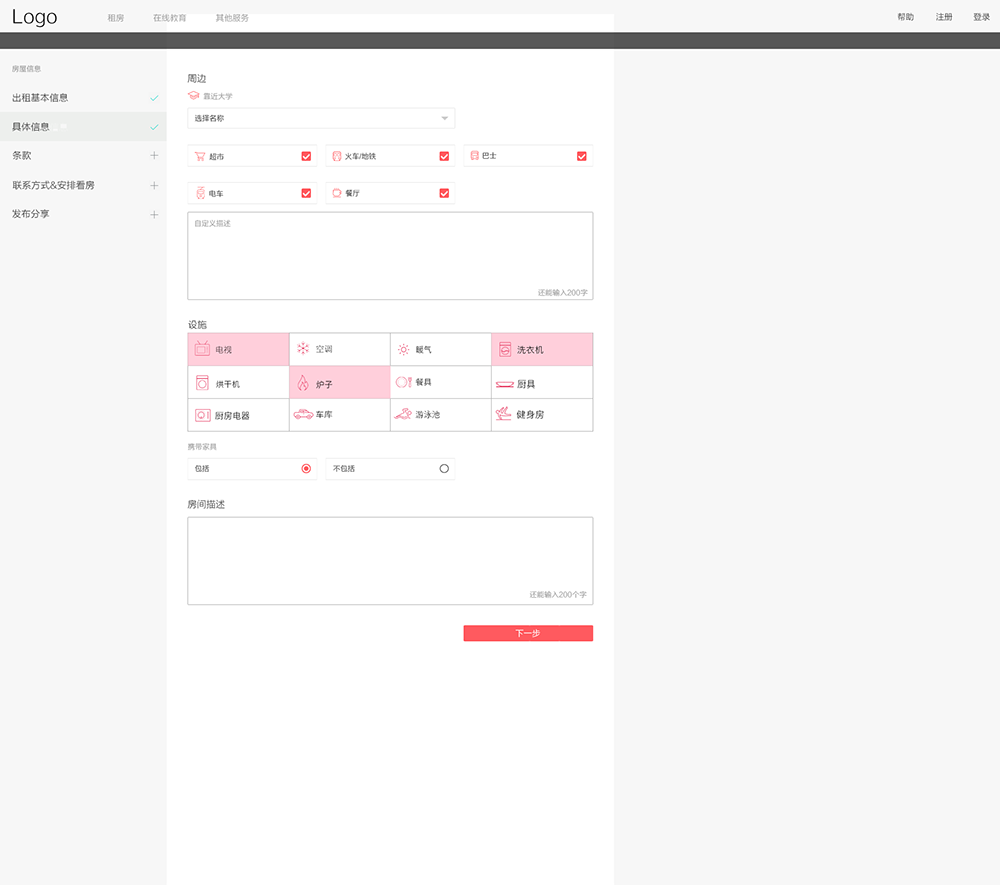 Logo 租房 在线教育 其他服务 帮助 注册 登录
房屋信息
出租基本信息
具体信息
条款
联系方式&安排看房
发布分享
周边
靠近大学
选择名称
超市 火车/地铁 巴士
电车 餐厅
自定义描述
还能输入200字
设施
电视 空调 暖气 洗衣机
烘干机 炉子 餐具 厨具
厨房电器 车库 游泳池 健身房
携带家具
包括 不包括
房间描述
还能输入200个字
下一步